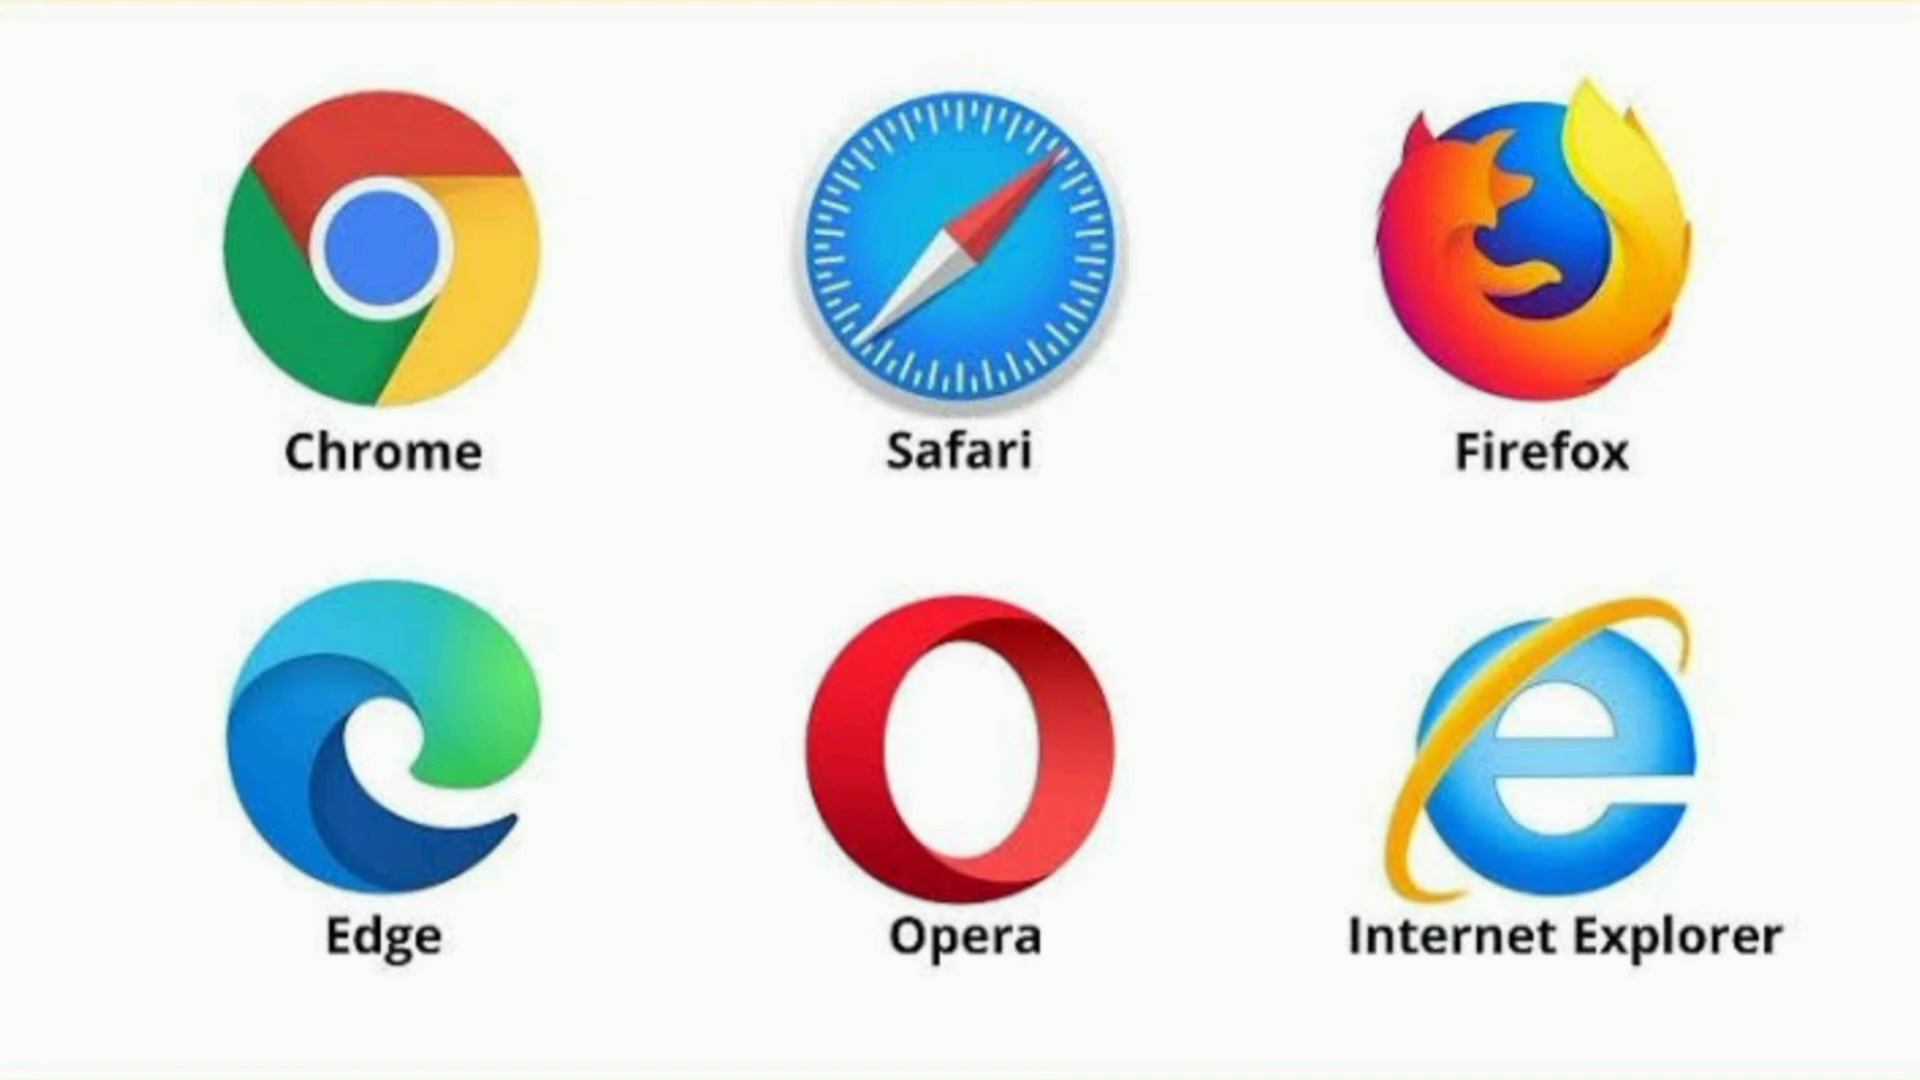 Chrome
Safari
Firefox
Edge
Opera
Internet Explorer